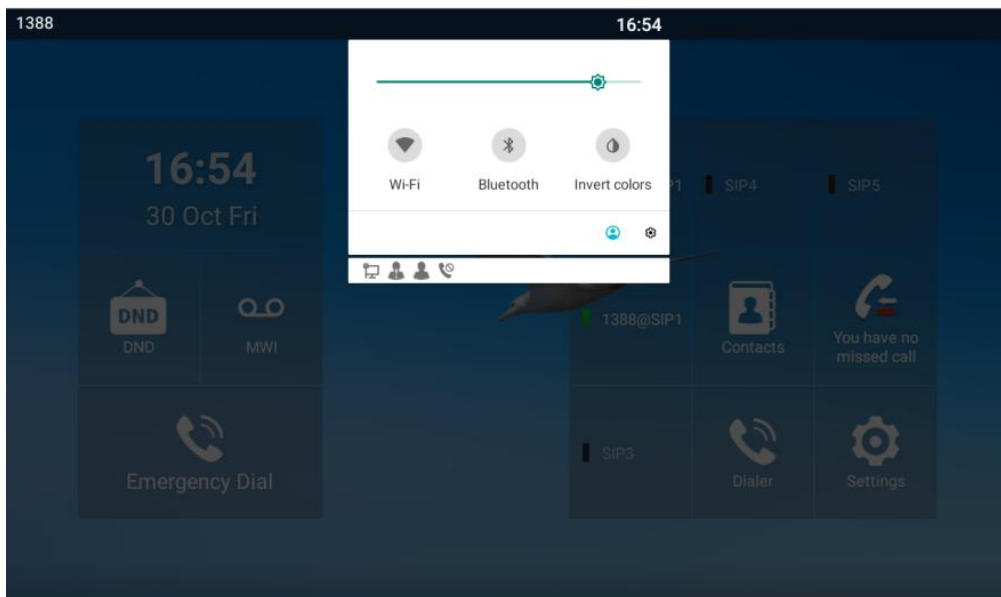 1388
16:54
Wi-Fi
Bluetooth
Invert colors
16:54
30 Oct Fri
DND
DND
MWI
Emergency Dial
SIP4
SIP5
1388@SIP1
Contacts
You have no
missed call
SIP3
Dialer
Settings